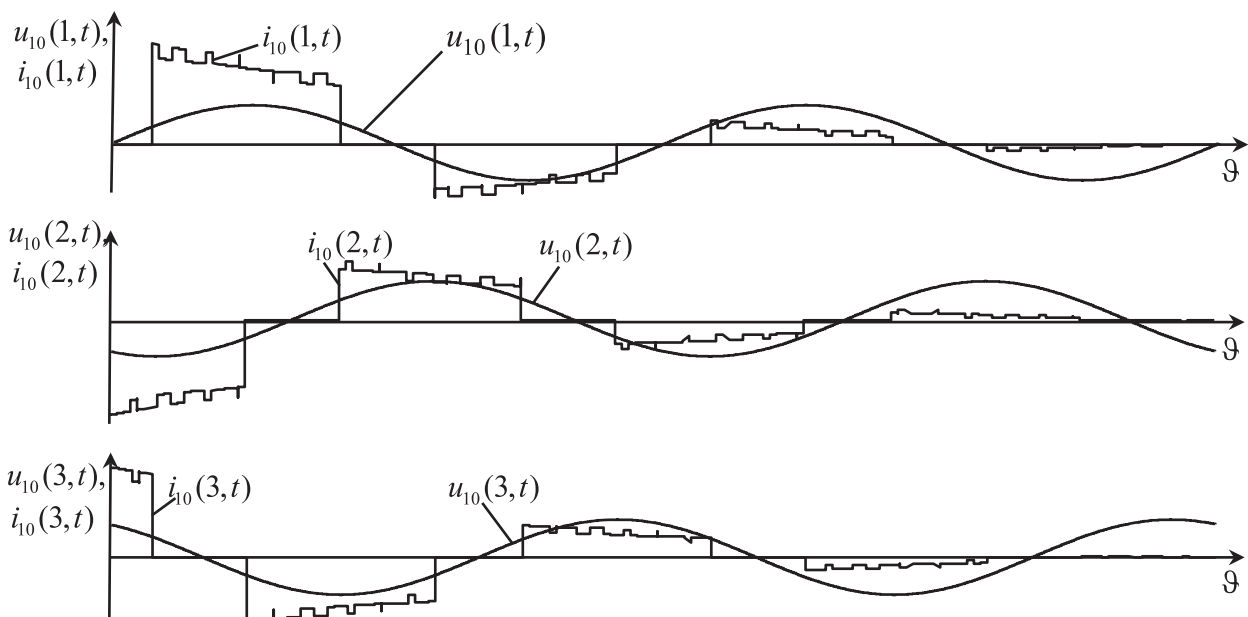 u₁₀(1,t),
i₁₀(1,t)
i₁₀(1,t)
u₁₀(1,t)
ϑ
u₁₀(2,t),
i₁₀(2,t)
i₁₀(2,t)
u₁₀(2,t)
ϑ
u₁₀(3,t),
i₁₀(3,t)
i₁₀(3,t)
u₁₀(3,t)
ϑ